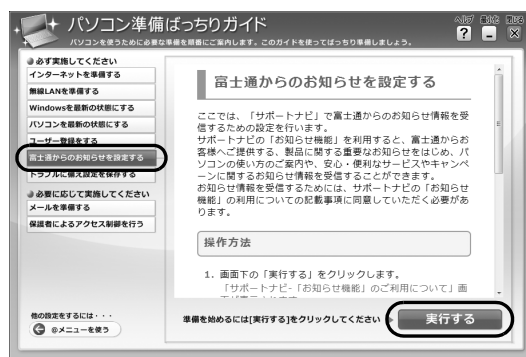 パソコン準備ばっちりガイド
パソコンを使うために必要な準備を順番にご案内します。このガイドを使ってばっちり準備しましょう。
ヘルプ 最小化 閉じる
必ず実施してください
インターネットを準備する
無線LANを準備する
Windowsを最新の状態にする
パソコンを最新の状態にする
ユーザー登録をする
富士通からのお知らせを設定する
トラブルに備え設定を保存する
必要に応じて実施してください
メールを準備する
保護者によるアクセス制御を行う
他の設定をするには・・・
@メニューを使う
富士通からのお知らせを設定する
ここでは、「サポートナビ」で富士通からのお知らせ情報を受
信するための設定を行います。
サポートナビの「お知らせ機能」を利用すると、富士通からお
客様へご提供する、製品に関する重要なお知らせをはじめ、パ
ソコンの使い方のご案内や、安心・便利なサービスやキャンペ
ーンに関するお知らせ情報を受信することができます。
お知らせ情報を受信するためには、サポートナビの「お知らせ
機能」の利用についての記載事項に同意していただく必要があ
ります。
操作方法
1. 画面下の「実行する」をクリックします。
「サポートナビ-「お知らせ機能」のご利用について」画
準備を始めるには[実行する]をクリックしてください
実行する